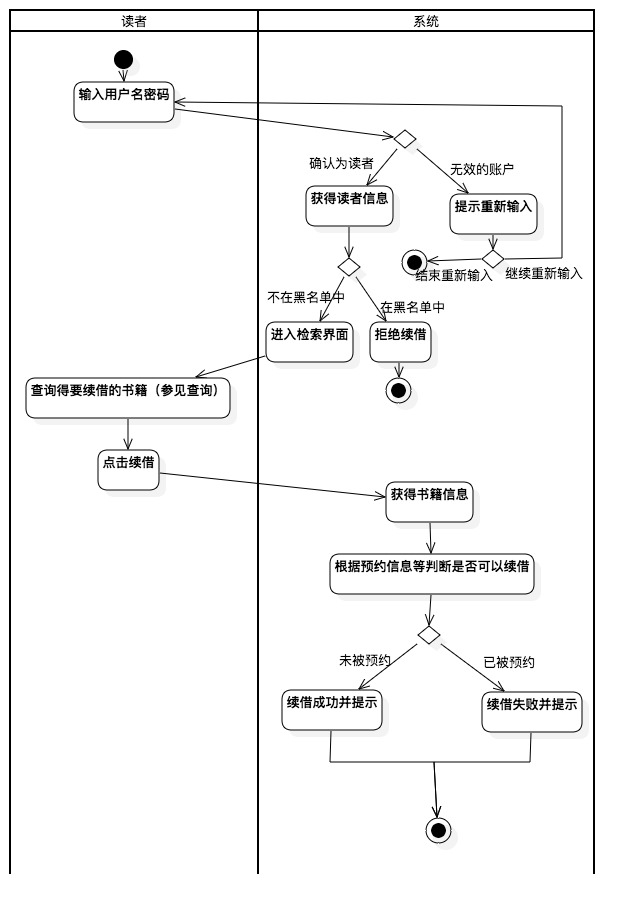 读者
系统
输入用户名密码
确认为读者
无效的账户
获得读者信息
提示重新输入
结束重新输入
继续重新输入
不在黑名单中
在黑名单中
进入检索界面
拒绝续借
查询得要续借的书籍（参见查询）
点击续借
获得书籍信息
根据预约信息等判断是否可以续借
未被预约
已被预约
续借成功并提示
续借失败并提示